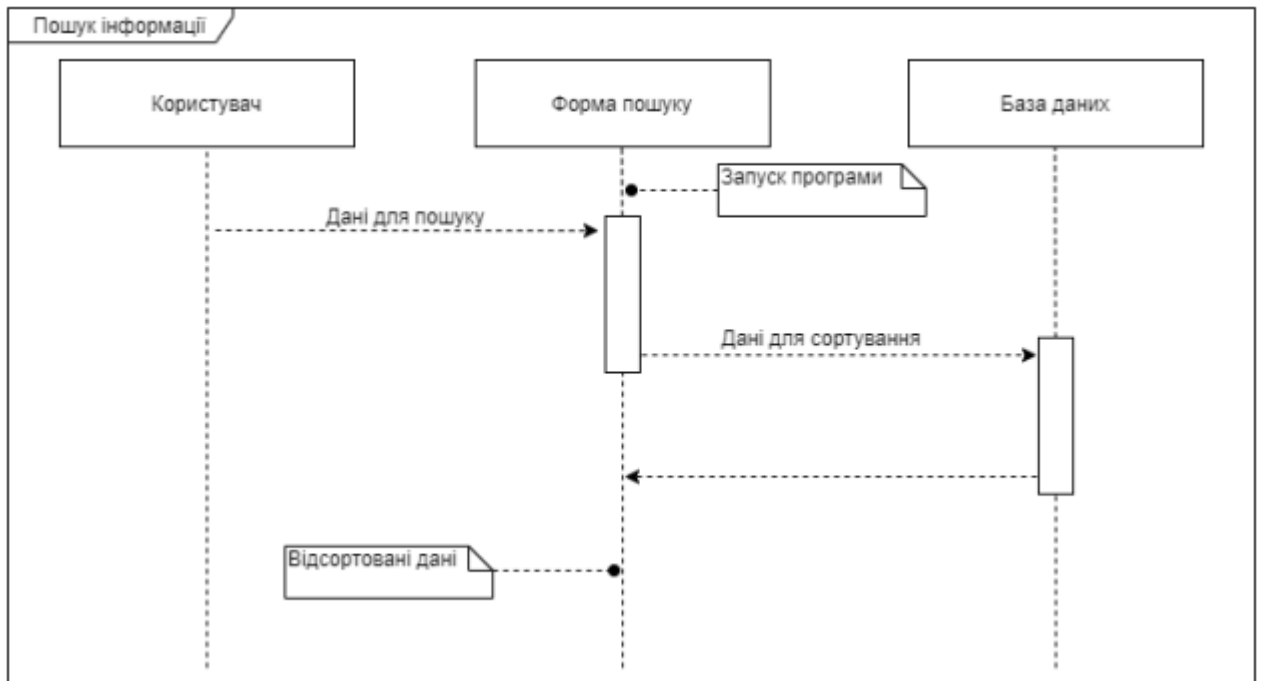 Пошук інформації
Користувач
Форма пошуку
База даних
Запуск програми
Дані для пошуку
Дані для сортування
Відсортовані дані